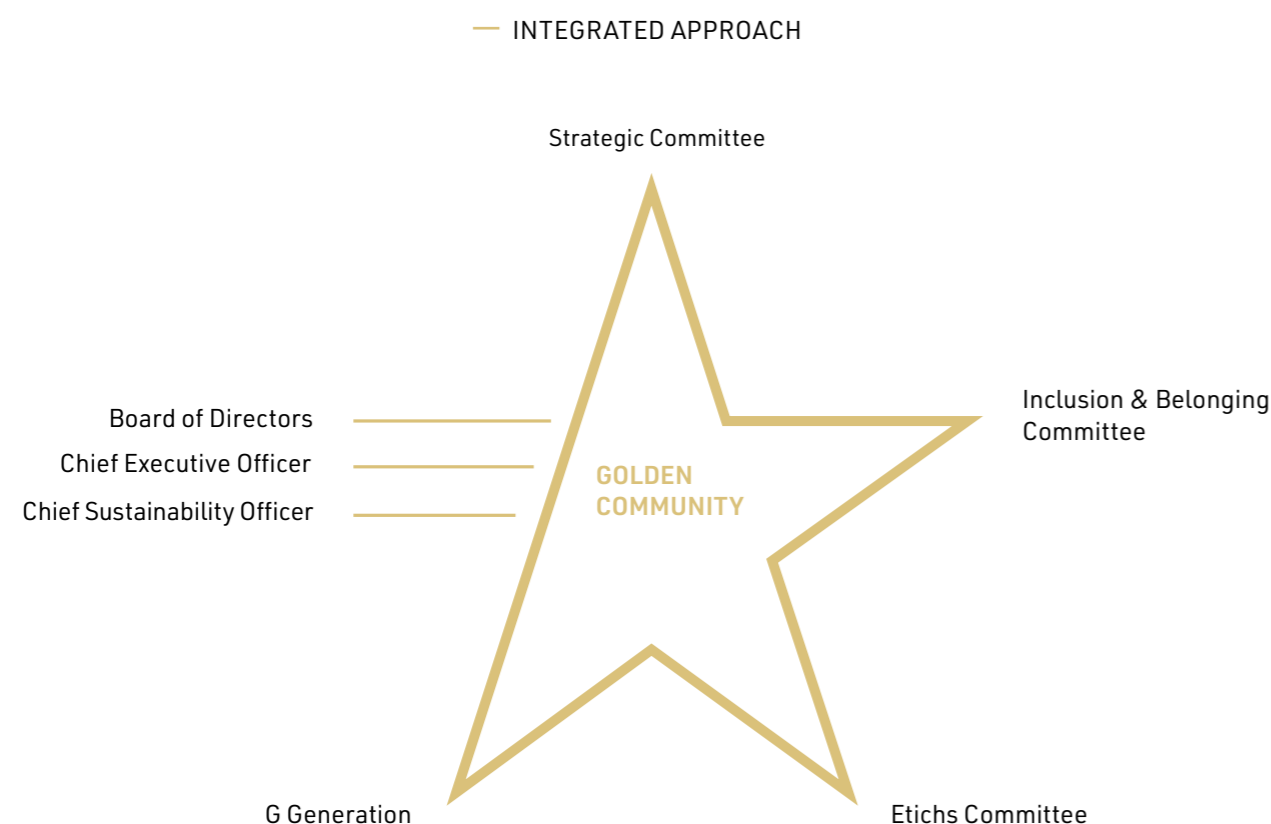 INTEGRATED APPROACH
Strategic Committee
Inclusion & Belonging
Committee
Board of Directors
Chief Executive Officer
Chief Sustainability Officer
GOLDEN
COMMUNITY
G Generation
Etichs Committee